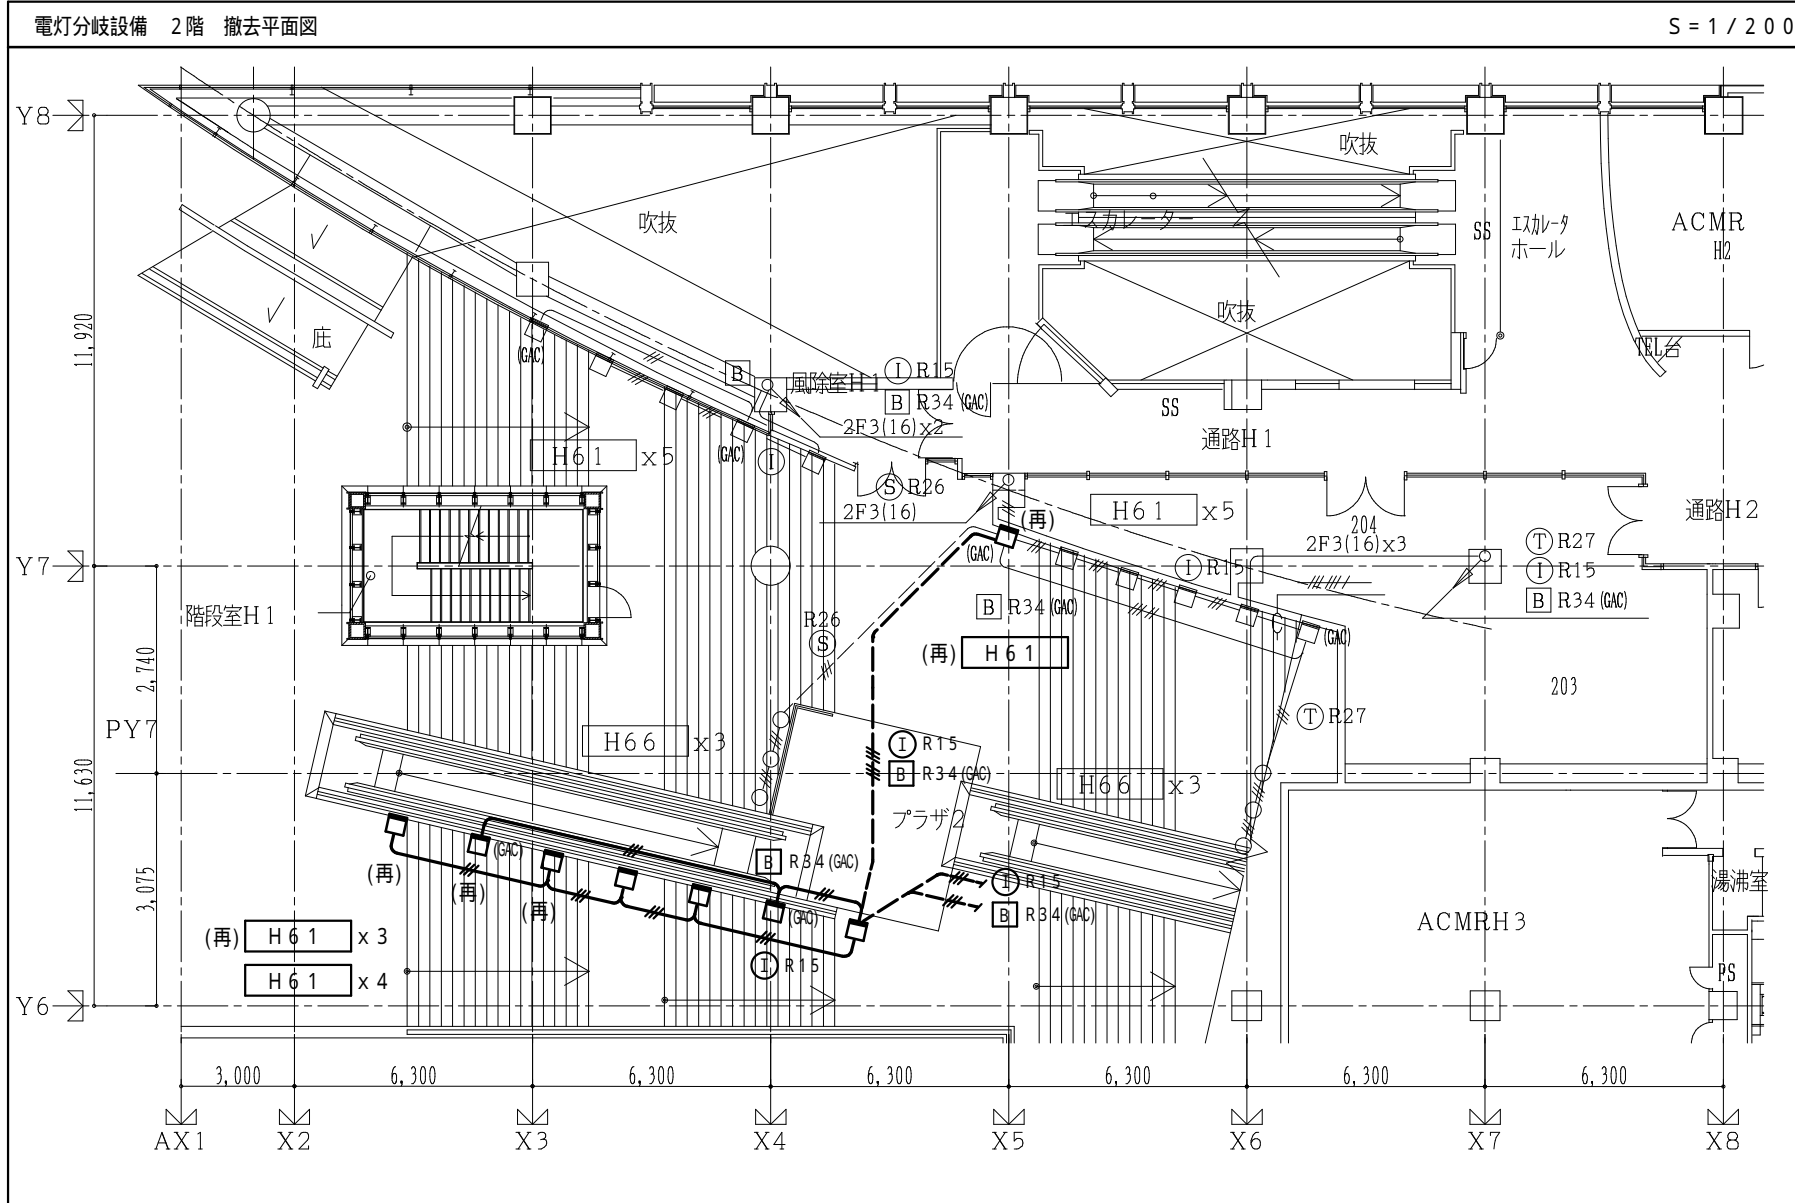 電灯分岐設備　2階　撤去平面図
S=1/200
Y8
吹抜
吹抜
エスカレーター
SS
エスカレータ
ホール
ACMR
H2
吹抜
11,920
庇
(GAC)
TEL台
B
風除室H1
I R15
B R34(GAC)
2F3(16)x2
SS
通路H1
H61 x5
(GAC)
I
S R26
2F3(16)
(再)
H61 x5
204
2F3(16)x3
通路H2
T R27
I R15
B R34(GAC)
(GAC)
I R15
Y7
階段室H1
R26
S
B R34(GAC)
(GAC)
(再) H61
2,740
203
PY7
H66 x3
I R15
B R34(GAC)
T R27
11,630
H66 x3
プラザ2
(GAC)
B R34(GAC)
(再)
(再)
(再)
(GAC)
I R15
B R34(GAC)
湯沸室
3,075
ACMRH3
(再) H61 x3
H61 x4
I R15
PS
Y6
3,000
6,300
6,300
6,300
6,300
6,300
6,300
AX1
X2
X3
X4
X5
X6
X7
X8